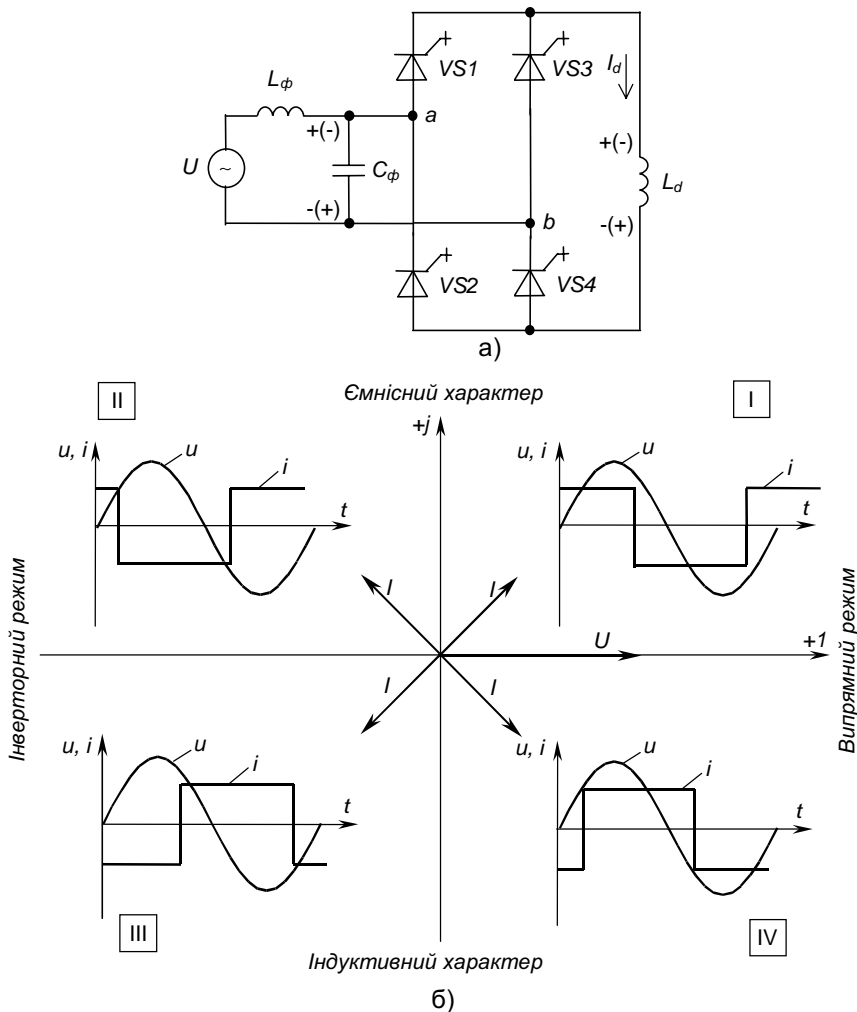 VS1
VS3
I_d
L_ф
+(-)
a
+(-)
U
~
C_ф
L_d
-(+)
-(+)
b
VS2
VS4
а)
II
Ємнісний характер
I
+j
u, i
u
i
t
u, i
u
i
t
Інверторний режим
I
I
U
+1
I
I
Випрямний режим
u, i
u
i
t
u, i
u
i
t
III
IV
Індуктивний характер
б)